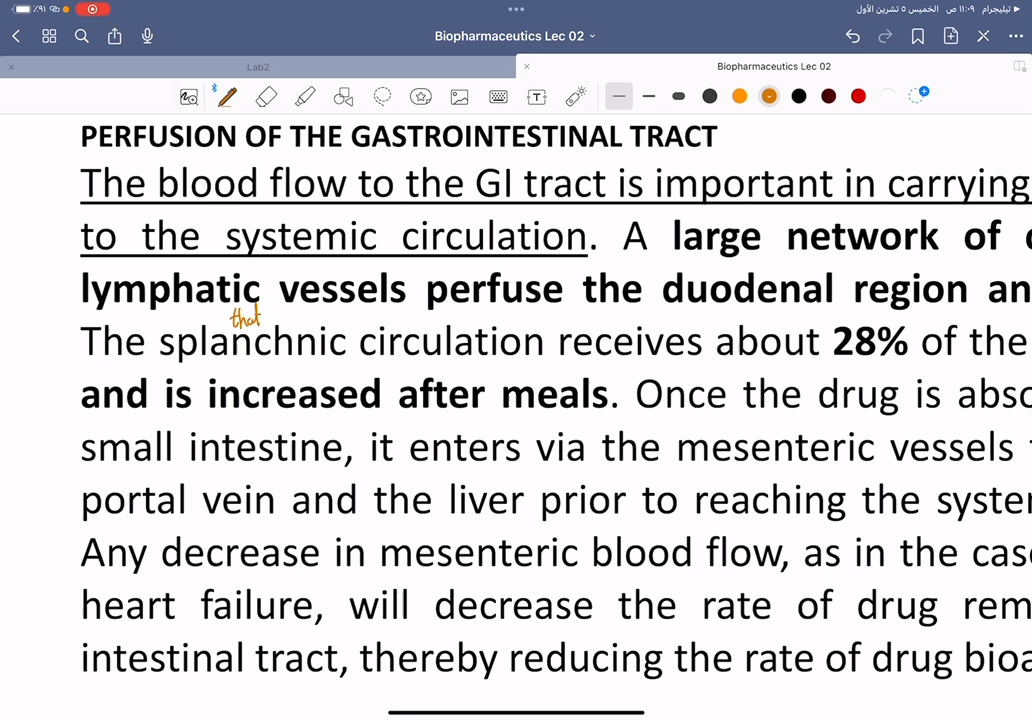 ٪٩١ ١١:٠٩ ص الخميس ٥ تشرين الأول تيليجرام ◀
Biopharmaceutics Lec 02
Lab2
Biopharmaceutics Lec 02
PERFUSION OF THE GASTROINTESTINAL TRACT
The blood flow to the GI tract is important in carrying
to the systemic circulation. A large network of
lymphatic vessels perfuse the duodenal region an
that
The splanchnic circulation receives about 28% of the
and is increased after meals. Once the drug is abso
small intestine, it enters via the mesenteric vessels
portal vein and the liver prior to reaching the syste
Any decrease in mesenteric blood flow, as in the cas
heart failure, will decrease the rate of drug rem
intestinal tract, thereby reducing the rate of drug bioa